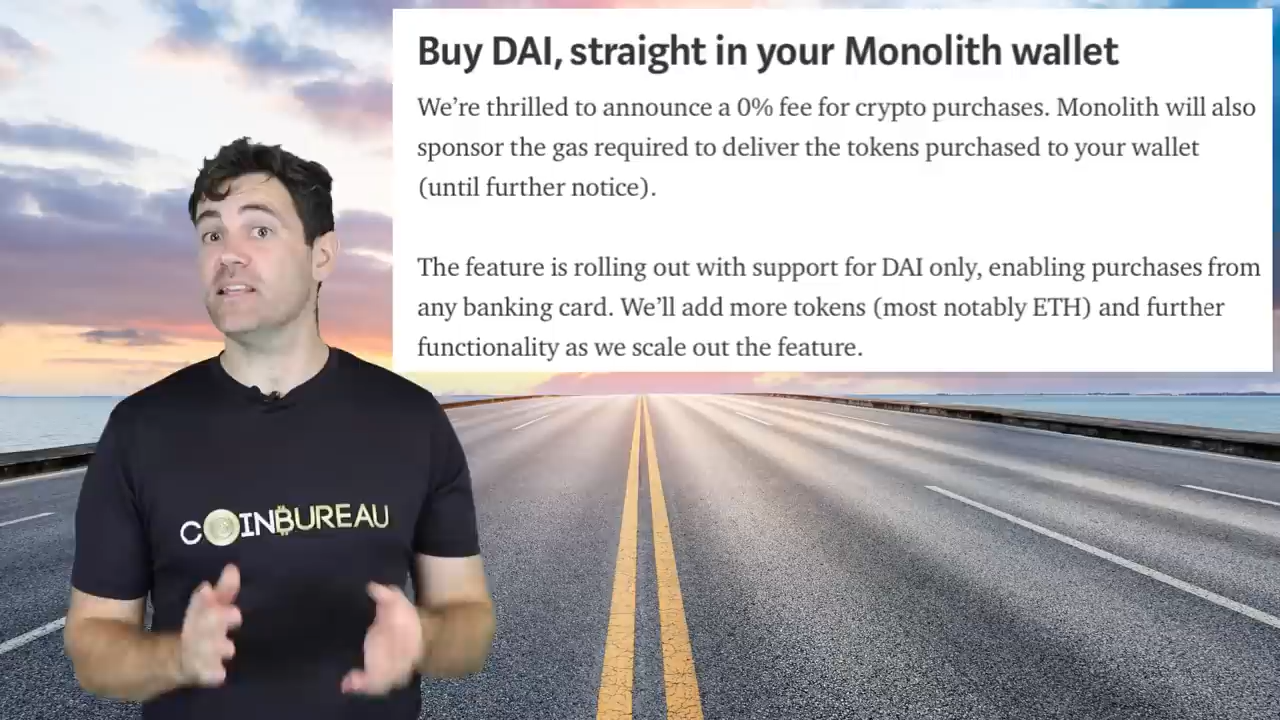 Buy DAI, straight in your Monolith wallet
We’re thrilled to announce a 0% fee for crypto purchases. Monolith will also
sponsor the gas required to deliver the tokens purchased to your wallet
(until further notice).
The feature is rolling out with support for DAI only, enabling purchases from
any banking card. We’ll add more tokens (most notably ETH) and further
functionality as we scale out the feature.
COINBUREAU